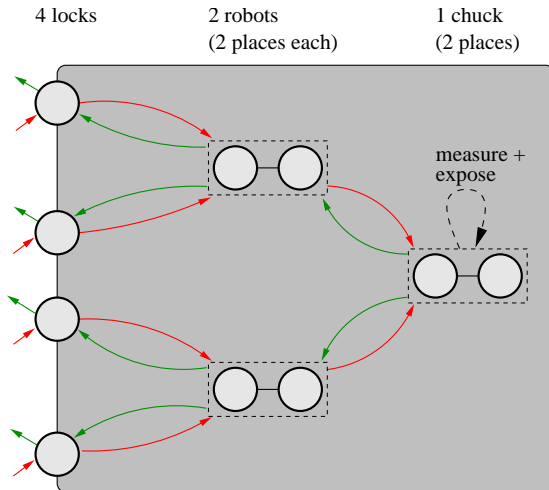 4 locks
2 robots
(2 places each)
1 chuck
(2 places)
measure +
expose